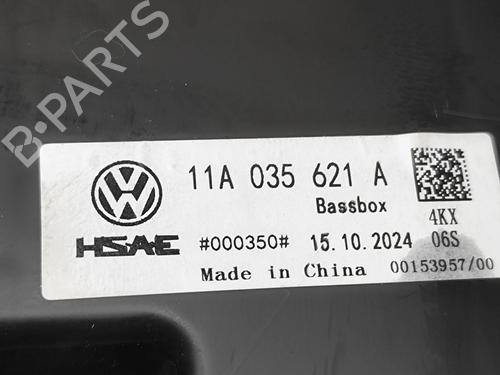 B-PARTS
11A 035 621 A
Bassbox
4KX
HSAE #000350# 15.10.2024 06S
Made in China 00153957/00